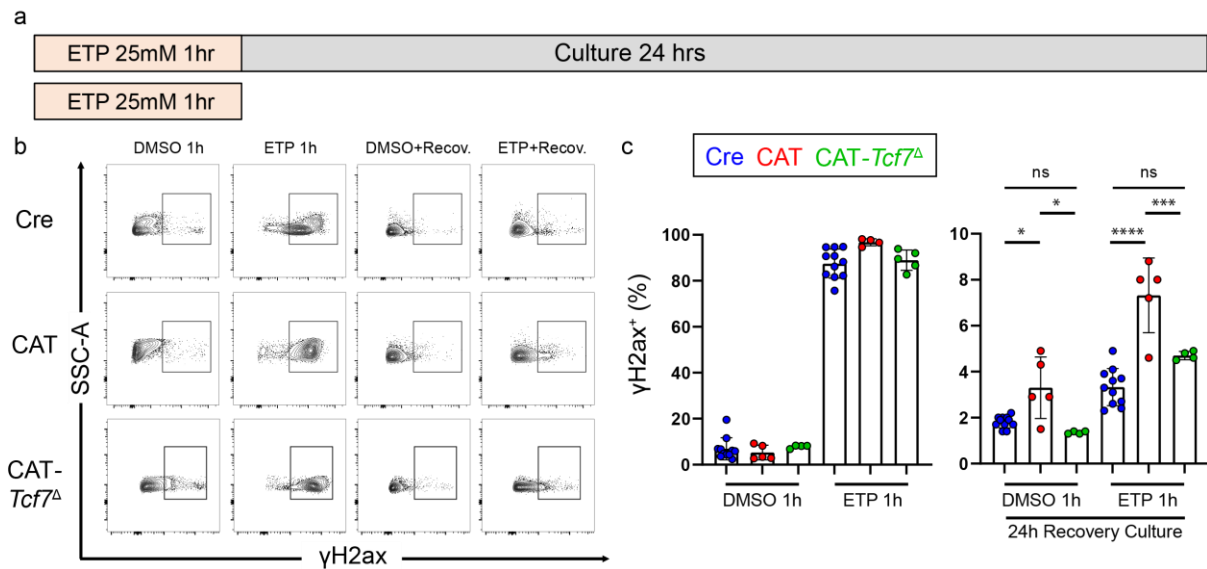 a
ETP 25mM 1hr
Culture 24 hrs
ETP 25mM 1hr
b
DMSO 1h
ETP 1h
DMSO+Recov.
ETP+Recov.
Cre
CAT
CAT-
Tcf7Δ
SSC-A
γH2ax
c
Cre CAT CAT-Tcf7Δ
γH2ax+ (%)
100
80
60
40
20
0
DMSO 1h
ETP 1h
ns
ns
*
***
*
****
10
8
6
4
2
0
DMSO 1h
ETP 1h
24h Recovery Culture